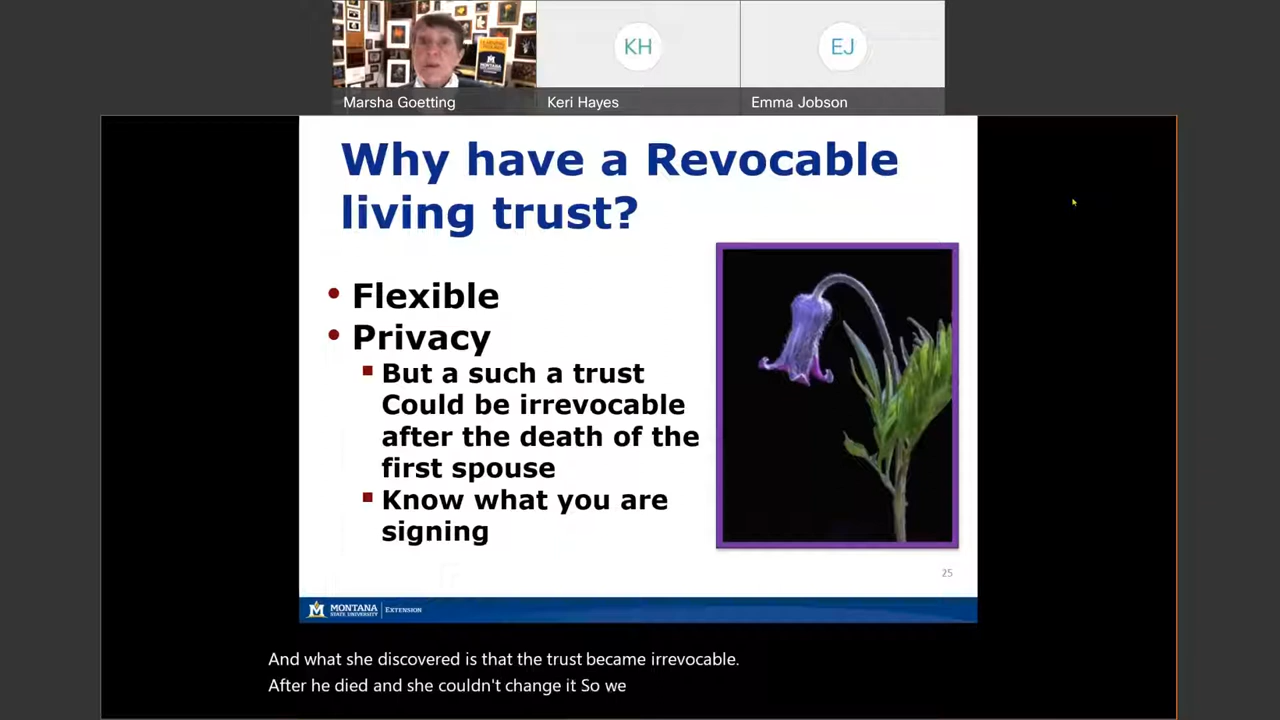 KH
EJ
Marsha Goetting
Keri Hayes
Emma Jobson
Why have a Revocable
living trust?
• Flexible
• Privacy
▪ But a such a trust
Could be irrevocable
after the death of the
first spouse
▪ Know what you are
signing
25
M MONTANA
STATE UNIVERSITY
EXTENSION
And what she discovered is that the trust became irrevocable.
After he died and she couldn't change it So we